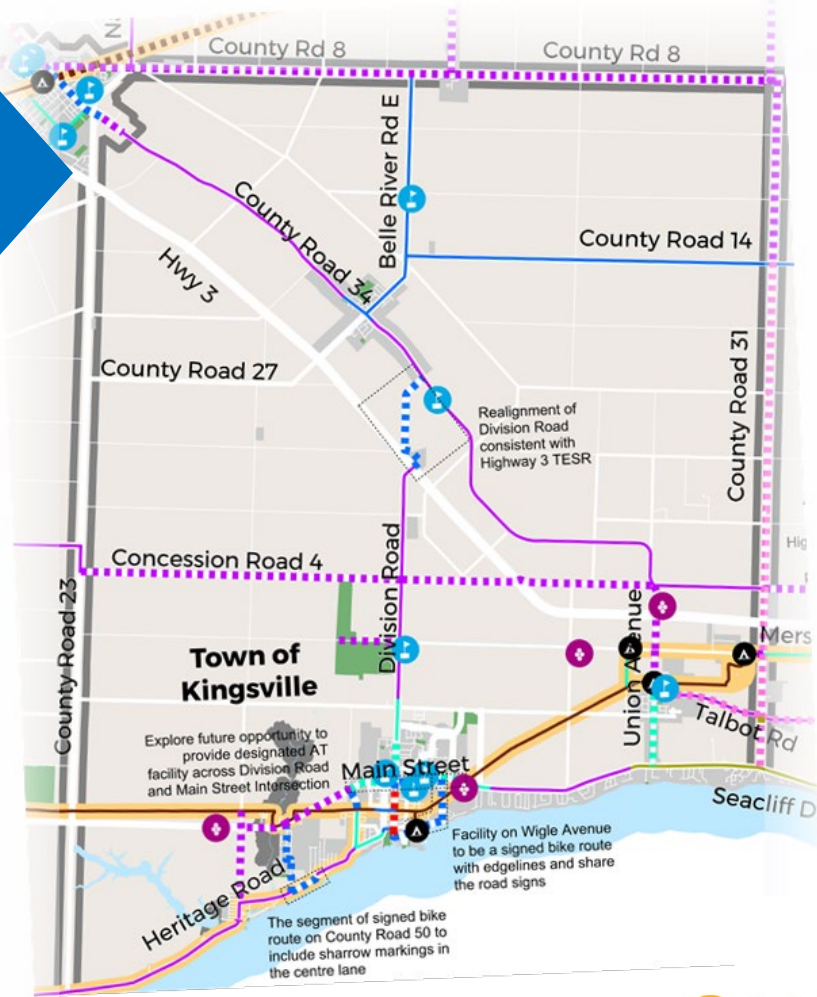 County Rd 8
County Rd 8
Belle River Rd E
County Road 34
County Road 14
Hwy 3
County Road 27
County Road 31
Realignment of
Division Road
consistent with
Highway 3 TESR
Hig
Concession Road 4
Division Road
County Road 23
Union Avenue
Mers
Town of
Kingsville
Talbot Rd
Explore future opportunity to
provide designated AT
facility across Division Road
and Main Street Intersection
Main Street
Seacliff D
Facility on Wigle Avenue
to be a signed bike route
with edgelines and share
the road signs
Heritage Road
The segment of signed bike
route on County Road 50 to
include sharrow markings in
the centre lane